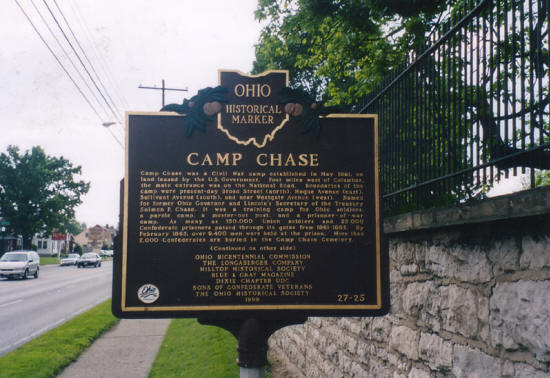 OHIO
HISTORICAL
MARKER
CAMP CHASE
Camp Chase was a Civil War camp established in May 1861, on
land leased by the U.S. Government. Four miles west of Columbus,
the main entrance was on the National Road. Boundaries of the
camp were present-day Broad Street (north), Hague Avenue (east),
Sullivant Avenue (south), and near Westgate Avenue (west). Named
for former Ohio Governor and Lincoln's Secretary of the Treasury
Salmon P. Chase, it was a training camp for Ohio soldiers,
a parole camp, a muster-out post, and a prisoner-of-war
camp. As many as 150,000 Union soldiers and 25,000
Confederate prisoners passed through its gates from 1861-1865. By
February 1865, over 9,400 men were held at the prison. More than
2,000 Confederates are buried in the Camp Chase Cemetery.
(Continued on other side)
OHIO BICENTENNIAL COMMISSION
THE LONGABERGER COMPANY
HILLTOP HISTORICAL SOCIETY
BLUE & GRAY MAGAZINE
DIXIE CHAPTER UDC
SONS OF CONFEDERATE VETERANS
THE OHIO HISTORICAL SOCIETY
1999
27-25